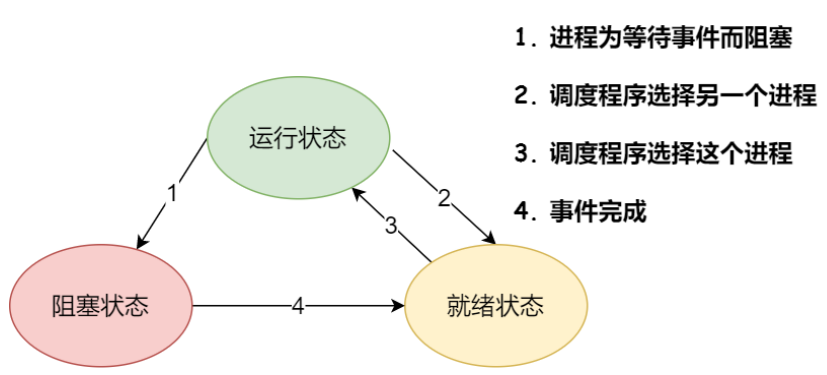 1. 进程为等待事件而阻塞
2. 调度程序选择另一个进程
3. 调度程序选择这个进程
4. 事件完成
运行状态
1
2
3
阻塞状态
4
就绪状态